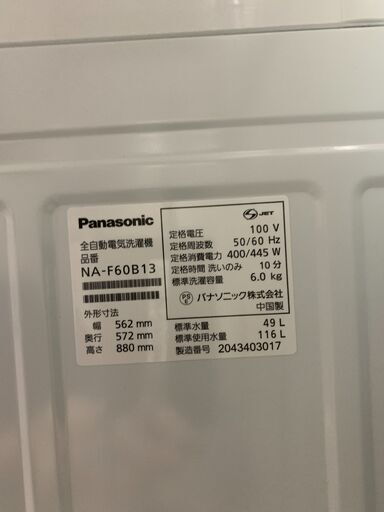 Panasonic
全自動電気洗濯機
品番
NA-F60B13
外形寸法
幅 562 mm
奥行 572 mm
高さ 880 mm
JET
定格電圧 100 V
定格周波数 50/60 Hz
定格消費電力 400/445 W
定格時間 洗いのみ 10 分
標準洗濯容量 6.0 kg
PS E パナソニック株式会社
中国製
標準水量 49 L
標準使用水量 116 L
製造番号 2043403017